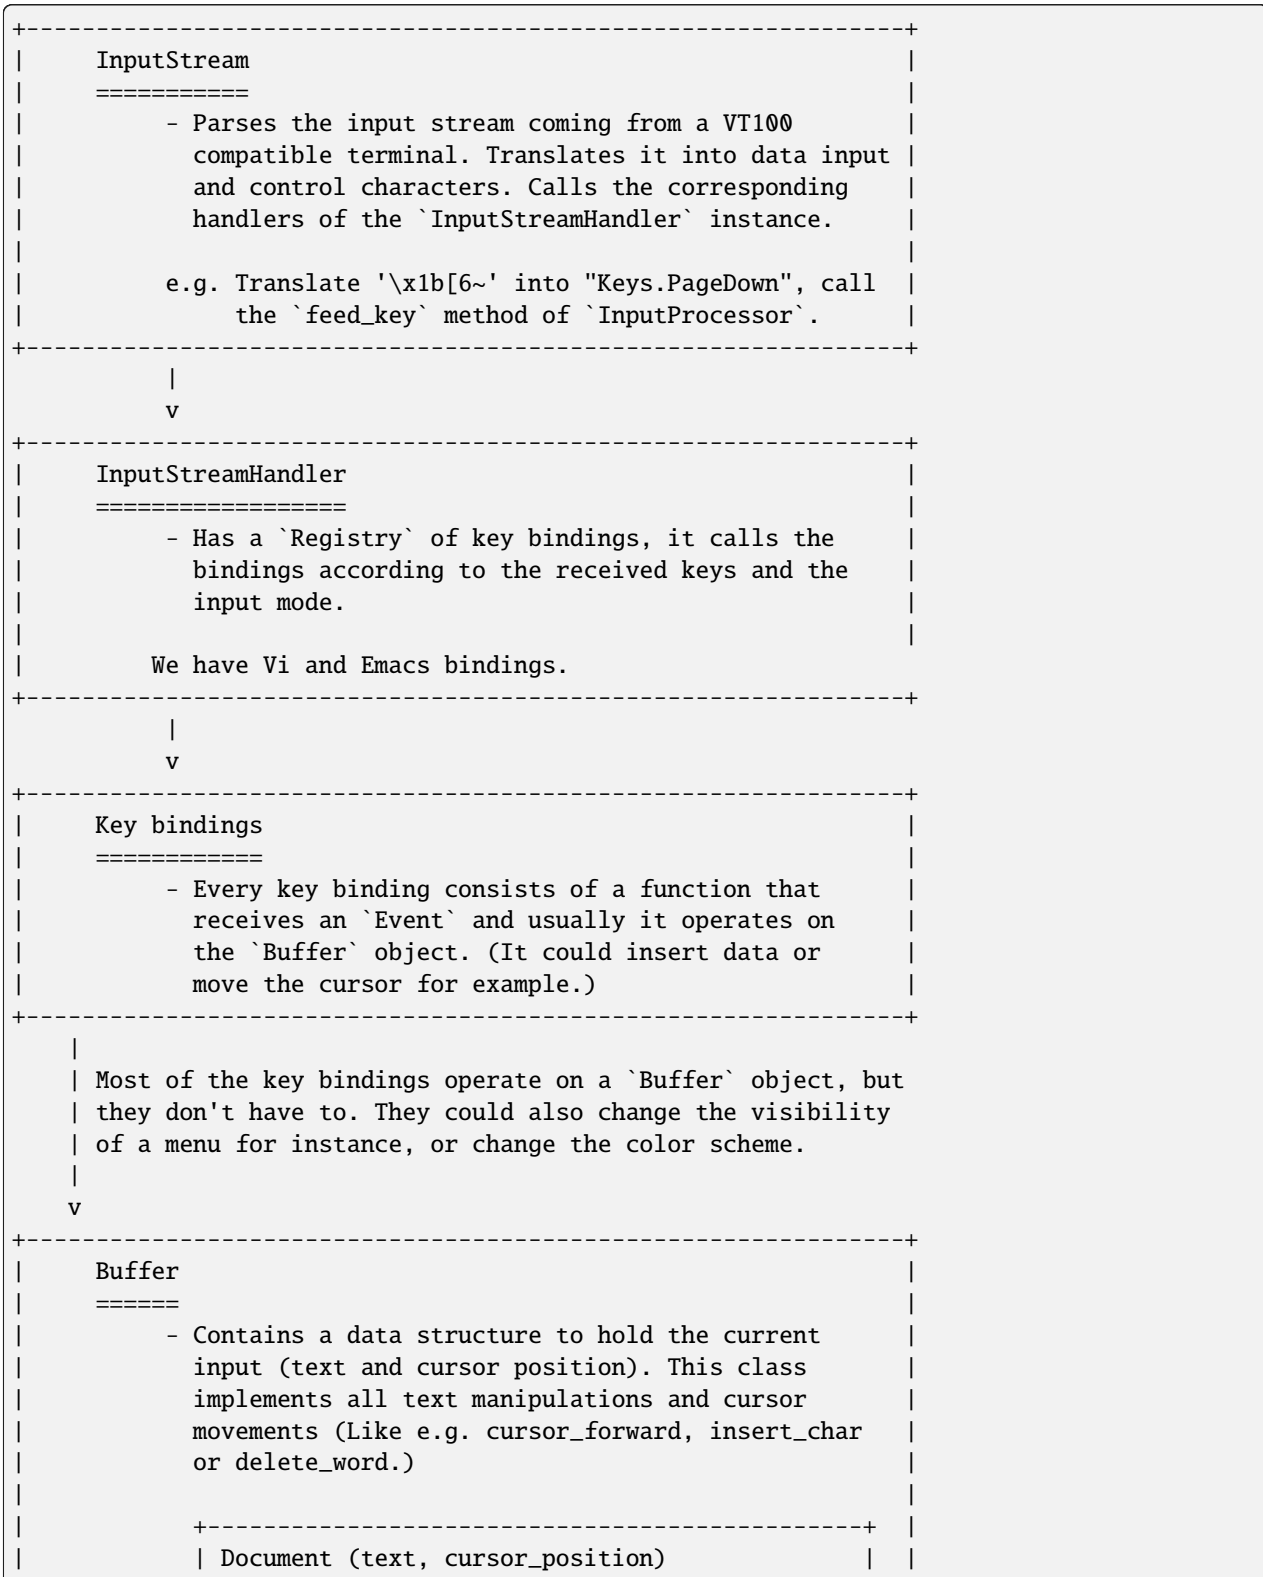 +---------------------------------------------------------------+
|     InputStream                                               |
|     ===========                                               |
|          - Parses the input stream coming from a VT100        |
|            compatible terminal. Translates it into data input |
|            and control characters. Calls the corresponding    |
|            handlers of the `InputStreamHandler` instance.     |
|                                                               |
|          e.g. Translate '\x1b[6~' into "Keys.PageDown", call  |
|               the `feed_key` method of `InputProcessor`.      |
+---------------------------------------------------------------+
           |
           v
+---------------------------------------------------------------+
|     InputStreamHandler                                        |
|     ==================                                        |
|          - Has a `Registry` of key bindings, it calls the     |
|            bindings according to the received keys and the    |
|            input mode.                                        |
|                                                               |
|         We have Vi and Emacs bindings.
+---------------------------------------------------------------+
           |
           v
+---------------------------------------------------------------+
|     Key bindings                                              |
|     ============                                              |
|          - Every key binding consists of a function that      |
|            receives an `Event` and usually it operates on     |
|            the `Buffer` object. (It could insert data or      |
|            move the cursor for example.)                      |
+---------------------------------------------------------------+
    |
    | Most of the key bindings operate on a `Buffer` object, but
    | they don't have to. They could also change the visibility
    | of a menu for instance, or change the color scheme.
    |
    v
+---------------------------------------------------------------+
|     Buffer                                                    |
|     ======                                                    |
|          - Contains a data structure to hold the current      |
|            input (text and cursor position). This class       |
|            implements all text manipulations and cursor       |
|            movements (Like e.g. cursor_forward, insert_char   |
|            or delete_word.)                                   |
|                                                               |
|            +-----------------------------------------------+  |
|            | Document (text, cursor_position)              |  |